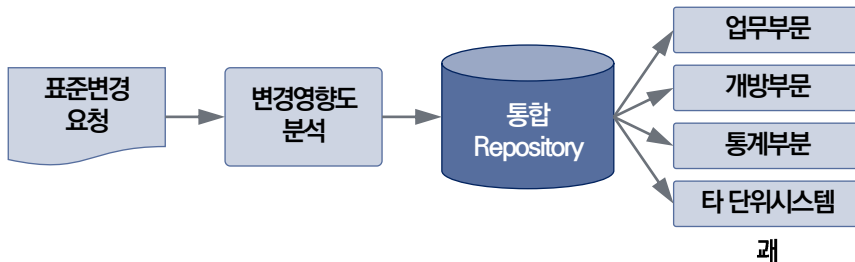 표준변경
요청
변경영향도
분석
통합
Repository
업무부문
개방부문
통계부분
타 단위시스템
괘